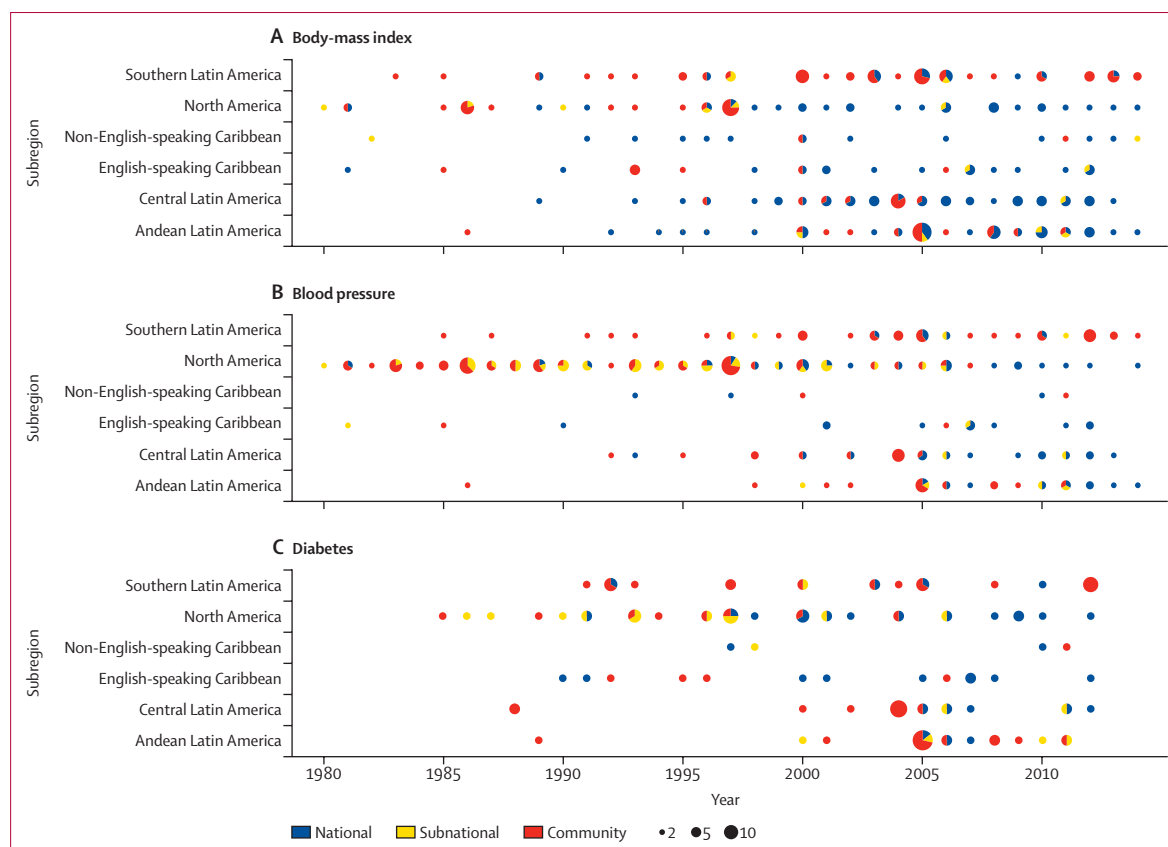 A Body-mass index
Southern Latin America
North America
Non-English-speaking Caribbean
English-speaking Caribbean
Central Latin America
Andean Latin America
Subregion
B Blood pressure
Southern Latin America
North America
Non-English-speaking Caribbean
English-speaking Caribbean
Central Latin America
Andean Latin America
Subregion
C Diabetes
Southern Latin America
North America
Non-English-speaking Caribbean
English-speaking Caribbean
Central Latin America
Andean Latin America
Subregion
1980 1985 1990 1995 2000 2005 2010
Year
National Subnational Community 2 5 10